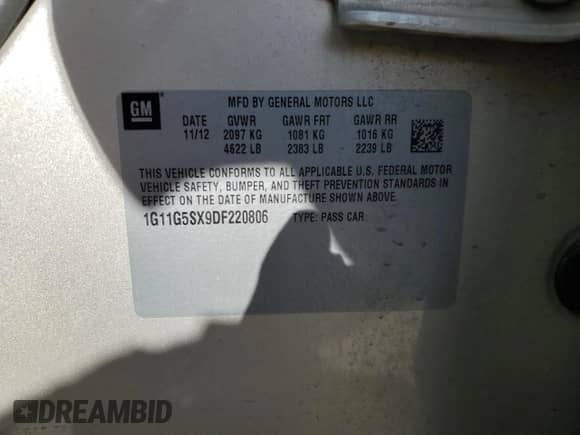 GM
MFD BY GENERAL MOTORS LLC
DATE GVWR GAWR FRT GAWR RR
11/12 2097 KG 1081 KG 1016 KG
4622 LB 2383 LB 2239 LB
THIS VEHICLE CONFORMS TO ALL APPLICABLE U.S. FEDERAL MOTOR
VEHICLE SAFETY, BUMPER, AND THEFT PREVENTION STANDARDS IN
EFFECT ON THE DATE OF MANUFACTURE SHOWN ABOVE.
1G11G5SX9DF220806 TYPE: PASS CAR
DREAMBID